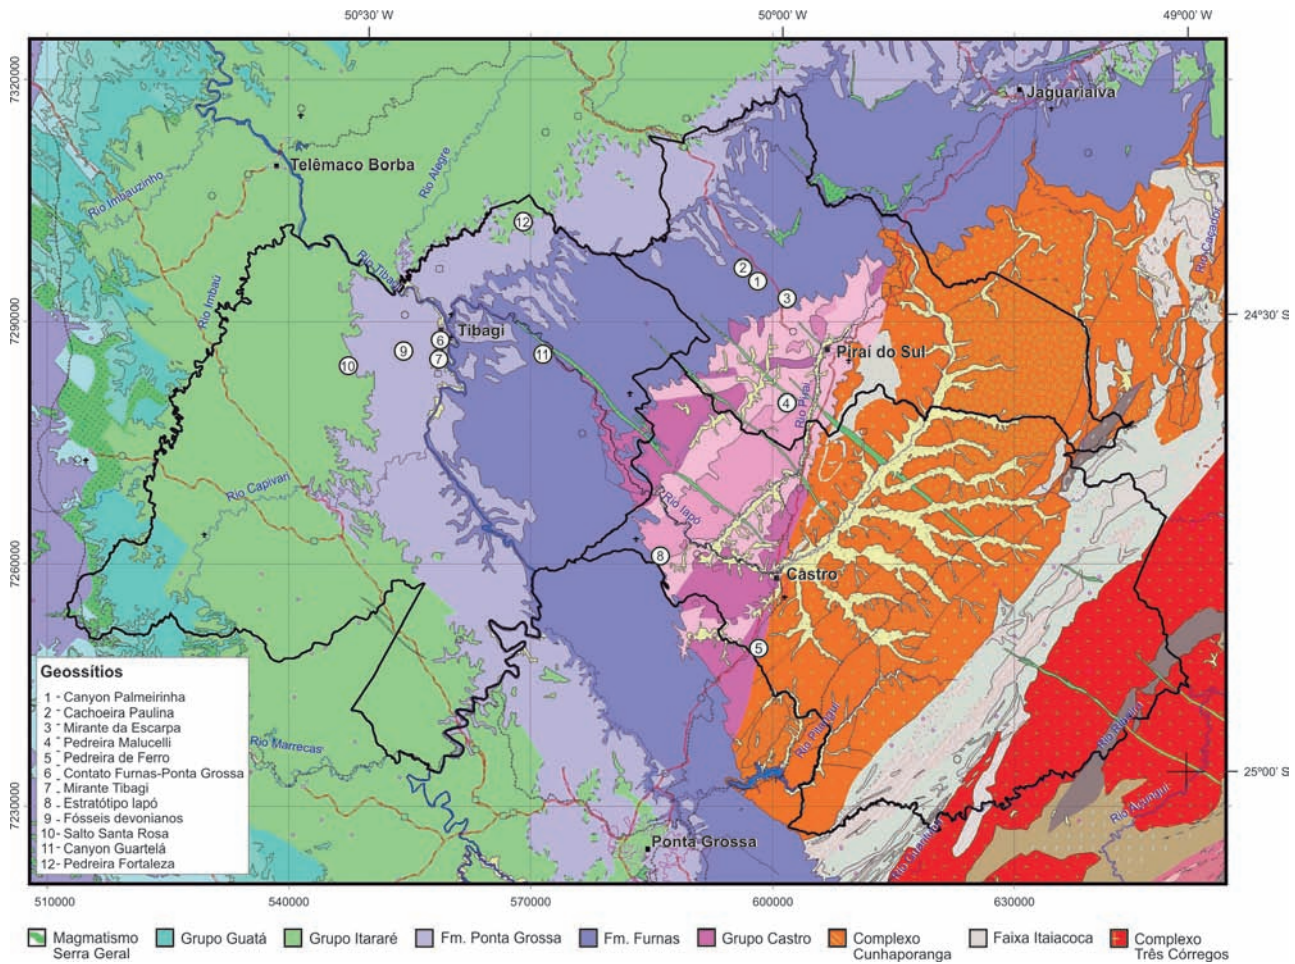 50°30' W
50°00' W
49°00' W
7320000
7290000
7260000
7230000
24°30' S
25°00' S
Jaguariaíva
Telêmaco Borba
Rio Alegre
Rio Imbauzinho
Rio Caçador
12
Rio Tibagi
2
1
3
Rio Imbaú
Tibagi
6
9
7
10
11
Piraí do Sul
4
Rio Piraí
Rio Capivari
Rio Iapó
8
Castro
5
Rio Pitangui
Rio Ribeira
Rio Marrecas
Rio Açungui
Ponta Grossa
Geossítios
1 - Canyon Palmeirinha
2 - Cachoeira Paulina
3 - Mirante da Escarpa
4 - Pedreira Malucelli
5 - Pedreira de Ferro
6 - Contato Furnas-Ponta Grossa
7 - Mirante Tibagi
8 - Estratótipo Iapó
9 - Fósseis devonianos
10 - Salto Santa Rosa
11 - Canyon Guartelá
12 - Pedreira Fortaleza
510000
540000
570000
600000
630000
Magmatismo
Serra Geral
Grupo Guatá
Grupo Itararé
Fm. Ponta Grossa
Fm. Furnas
Grupo Castro
Complexo
Cunhaporanga
Faixa Itaiacoca
Complexo
Três Córregos